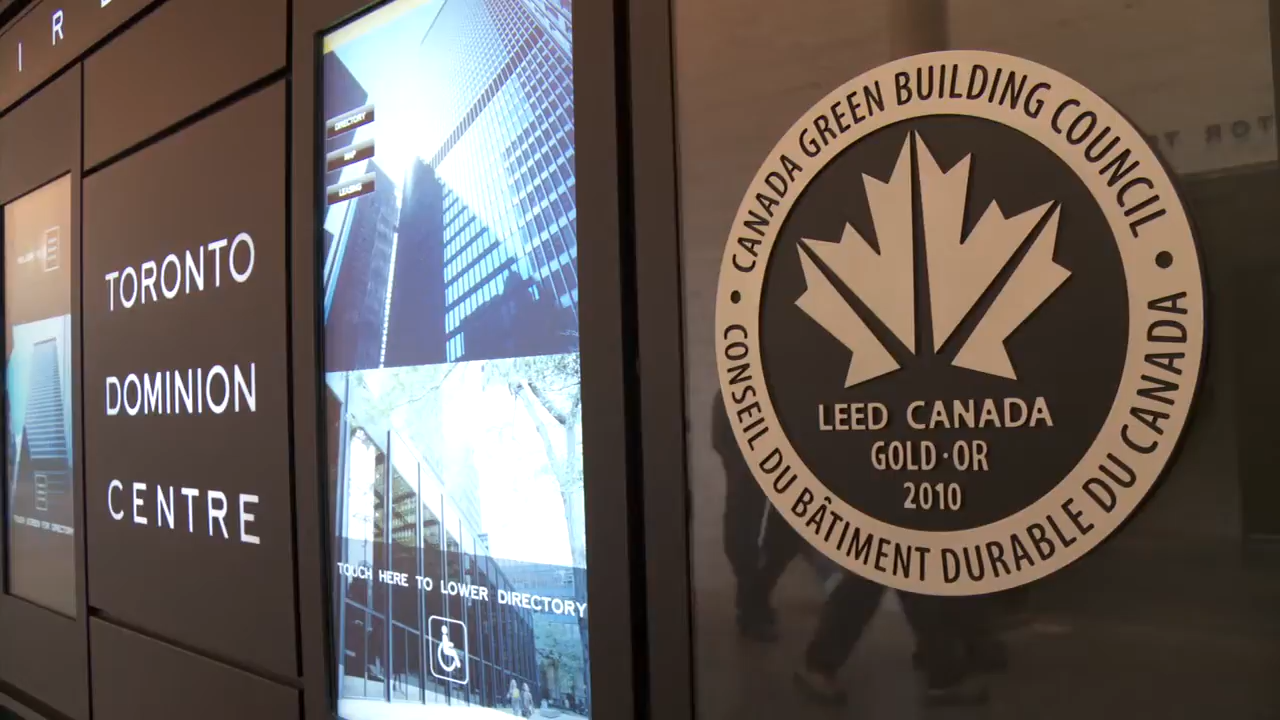 I R E
TORONTO
DOMINION
CENTRE
DIRECTORY
MAP
LEASING
TOUCH HERE TO LOWER DIRECTORY
• CANADA GREEN BUILDING COUNCIL •
LEED CANADA
GOLD·OR
2010
CONSEIL DU BÂTIMENT DURABLE DU CANADA